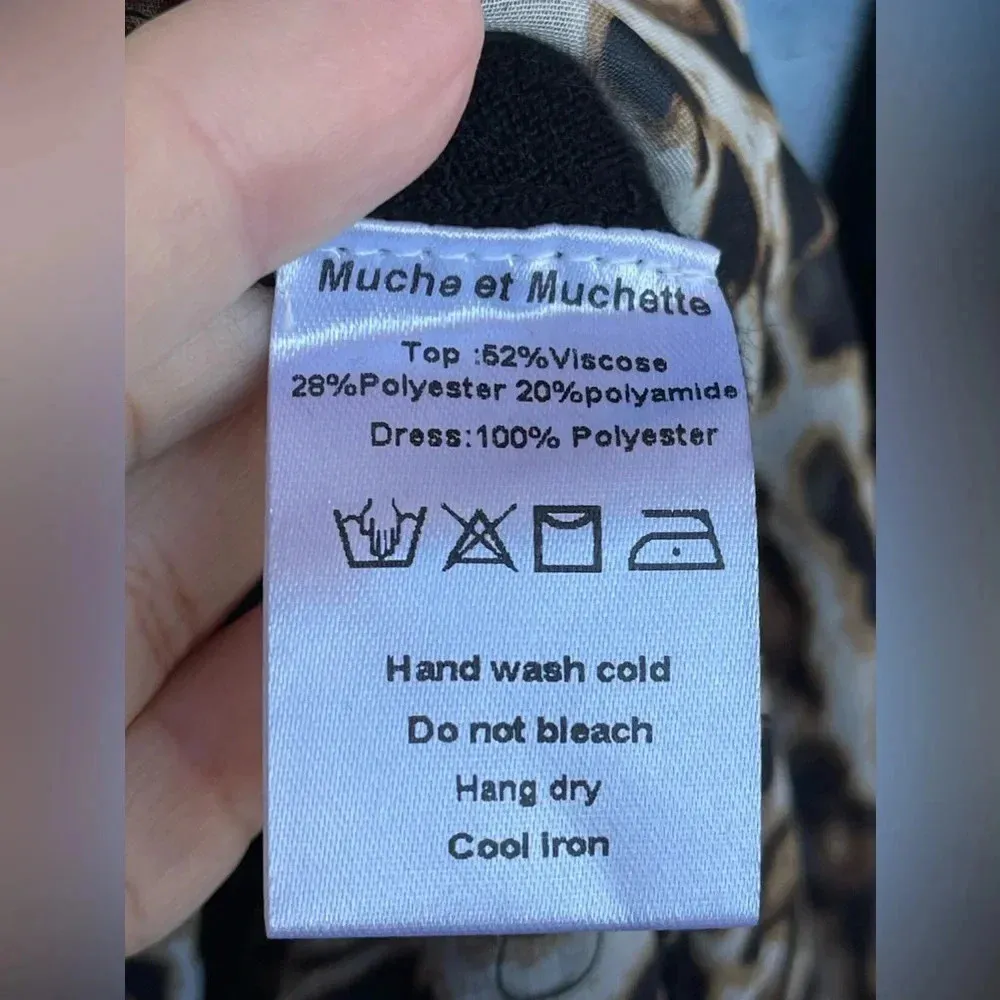 Muche et Muchette
Top :52%Viscose
28%Polyester 20%polyamide
Dress:100% Polyester
Hand wash cold
Do not bleach
Hang dry
Cool iron